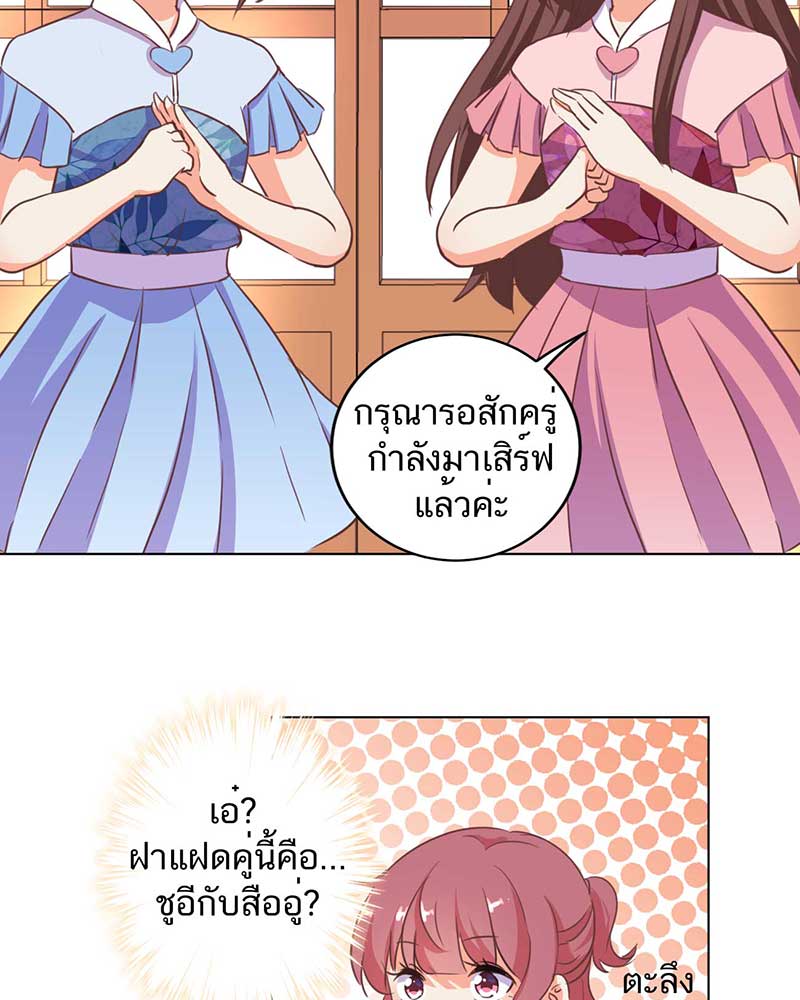 กรุณารอสักครู่
กำลังมาเสิร์ฟ
แล้วค่ะ
เอ๋?
ฝาแฝดคู่นี้คือ...
ชูอีกับสืออู่?
ตะลึง